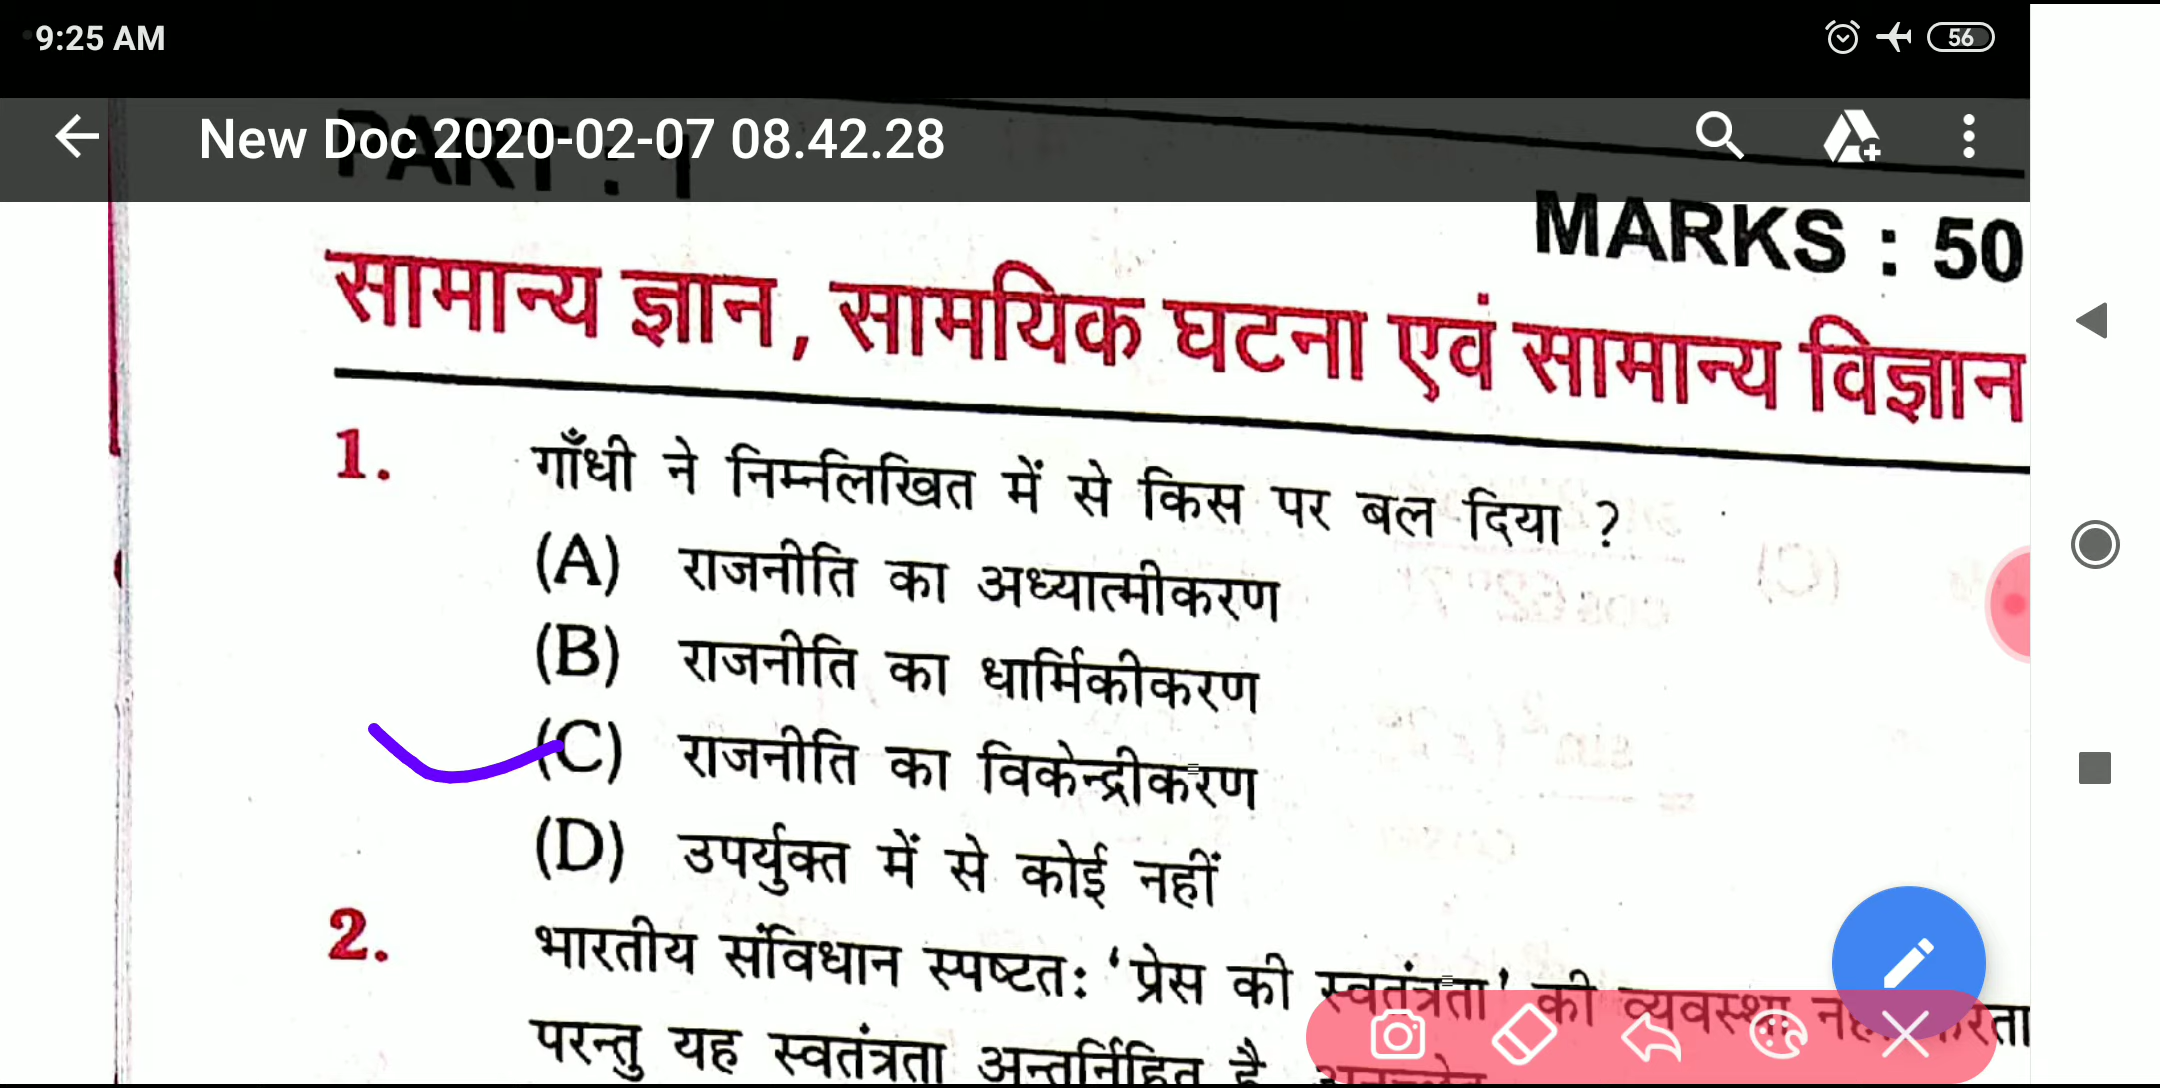 9:25 AM
56
New Doc 2020-02-07 08.42.28
PART : 1
MARKS : 50
सामान्य ज्ञान, सामयिक घटना एवं सामान्य विज्ञान
1. गाँधी ने निम्नलिखित में से किस पर बल दिया ?
(A) राजनीति का अध्यात्मीकरण
(B) राजनीति का धार्मिकीकरण
(C) राजनीति का विकेन्द्रीकरण
(D) उपर्युक्त में से कोई नहीं
2. भारतीय संविधान स्पष्टतः 'प्रेस की स्वतंत्रता' की व्यवस्था
परन्तु यह स्वतंत्रता अन्तर्निहित है